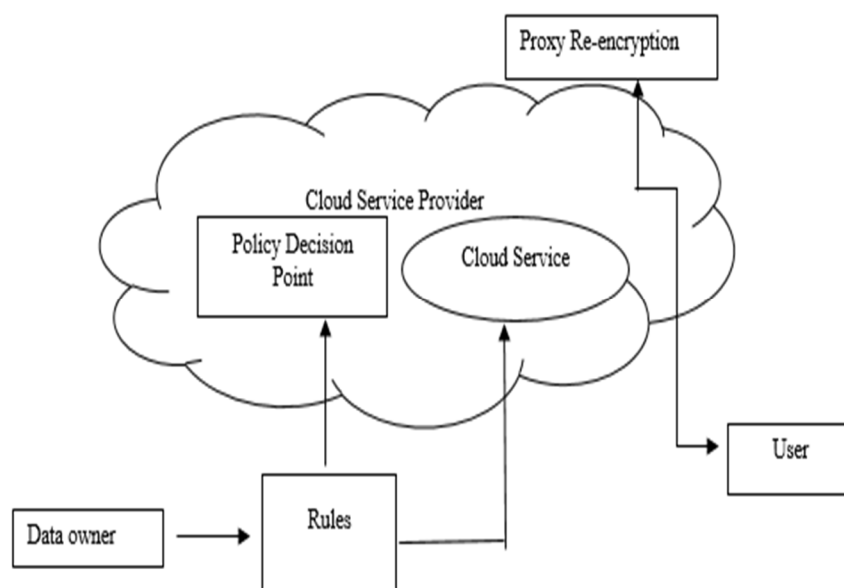 Proxy Re-encryption
Cloud Service Provider
Policy Decision
Point
Cloud Service
User
Rules
Data owner